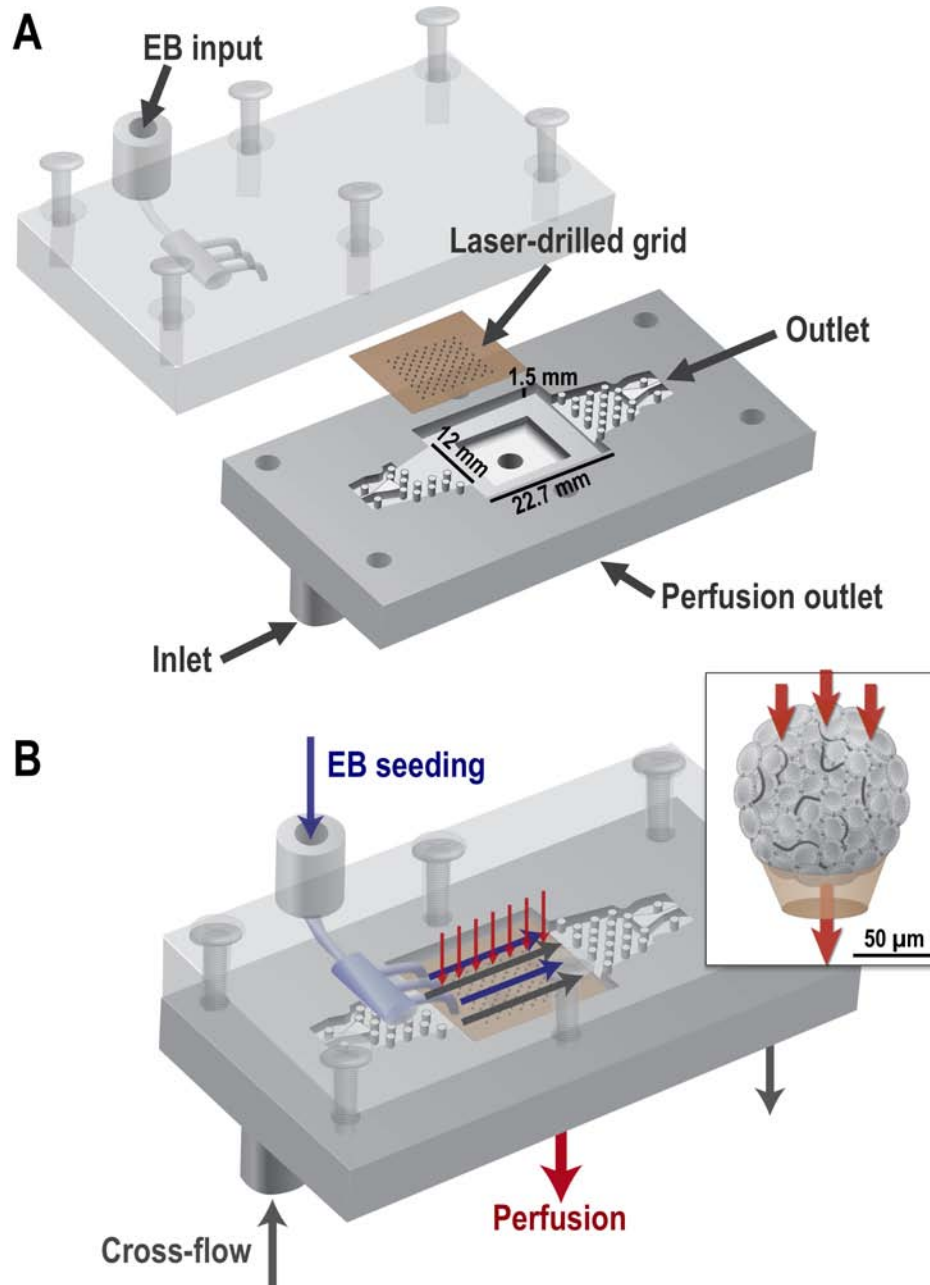 A
EB input
Laser-drilled grid
Outlet
1.5 mm
12 mm
22.7 mm
Perfusion outlet
Inlet
B
EB seeding
50 µm
Perfusion
Cross-flow